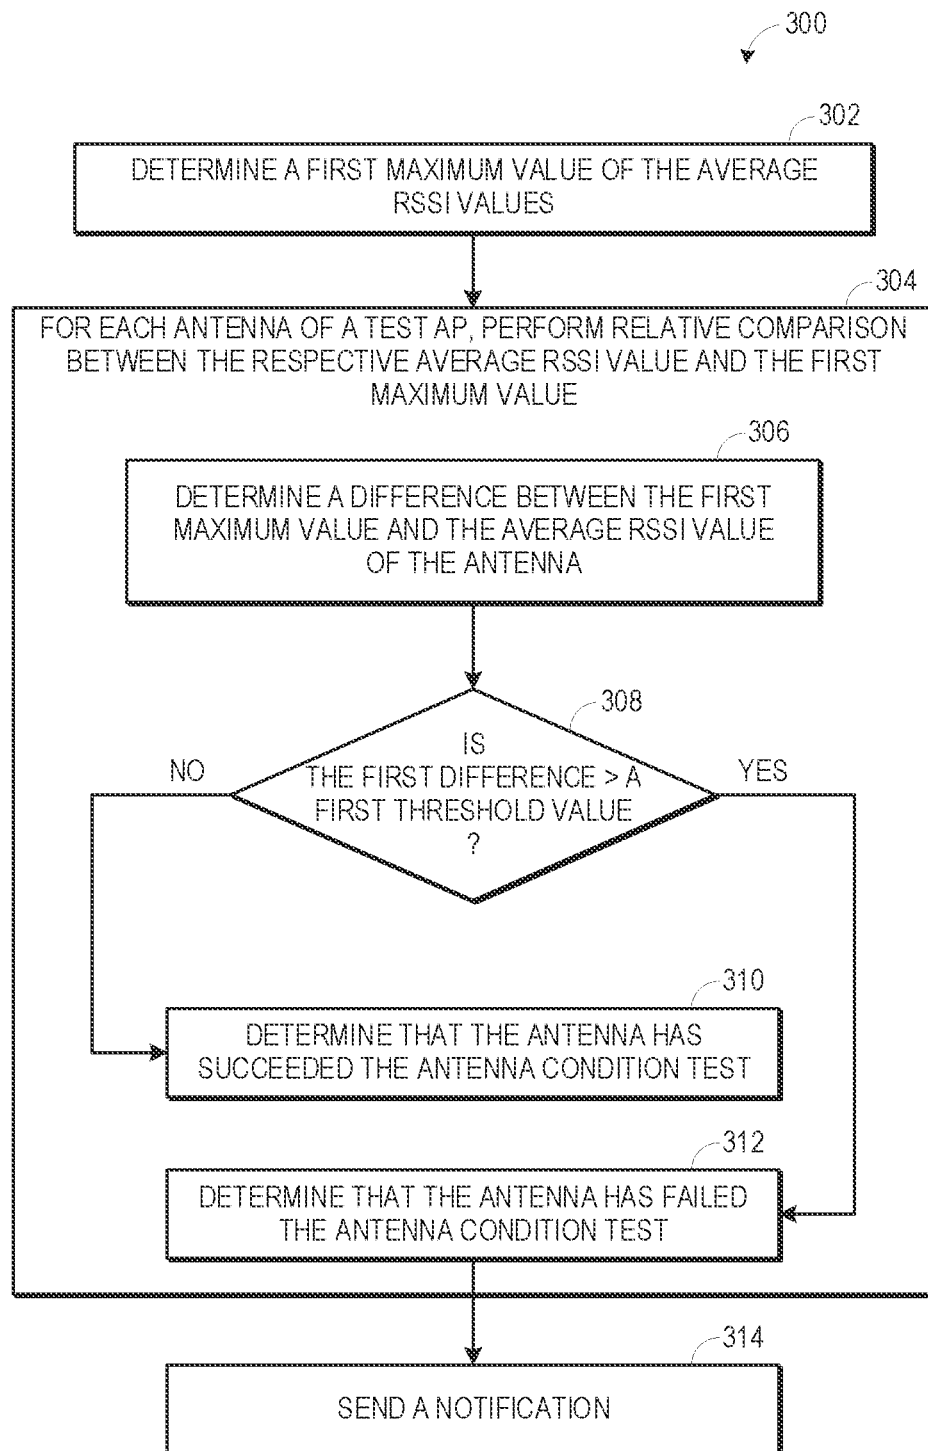 300
302
DETERMINE A FIRST MAXIMUM VALUE OF THE AVERAGE
RSSI VALUES
304
FOR EACH ANTENNA OF A TEST AP, PERFORM RELATIVE COMPARISON
BETWEEN THE RESPECTIVE AVERAGE RSSI VALUE AND THE FIRST
MAXIMUM VALUE
306
DETERMINE A DIFFERENCE BETWEEN THE FIRST
MAXIMUM VALUE AND THE AVERAGE RSSI VALUE
OF THE ANTENNA
308
IS
THE FIRST DIFFERENCE > A
FIRST THRESHOLD VALUE
?
NO
YES
310
DETERMINE THAT THE ANTENNA HAS
SUCCEEDED THE ANTENNA CONDITION TEST
312
DETERMINE THAT THE ANTENNA HAS FAILED
THE ANTENNA CONDITION TEST
314
SEND A NOTIFICATION